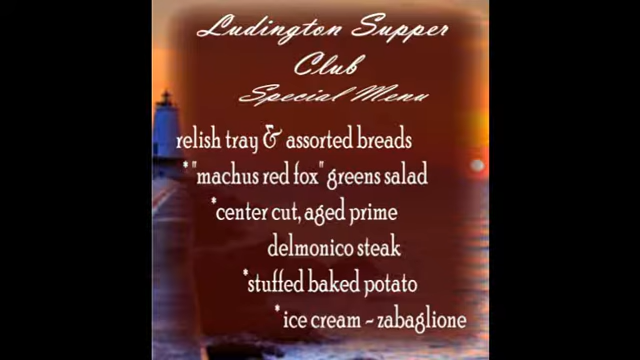 Ludington Supper
Club
Special Menu
relish tray & assorted breads
*"machus red fox" greens salad
*center cut, aged prime
delmonico steak
*stuffed baked potato
*ice cream ~ zabaglione